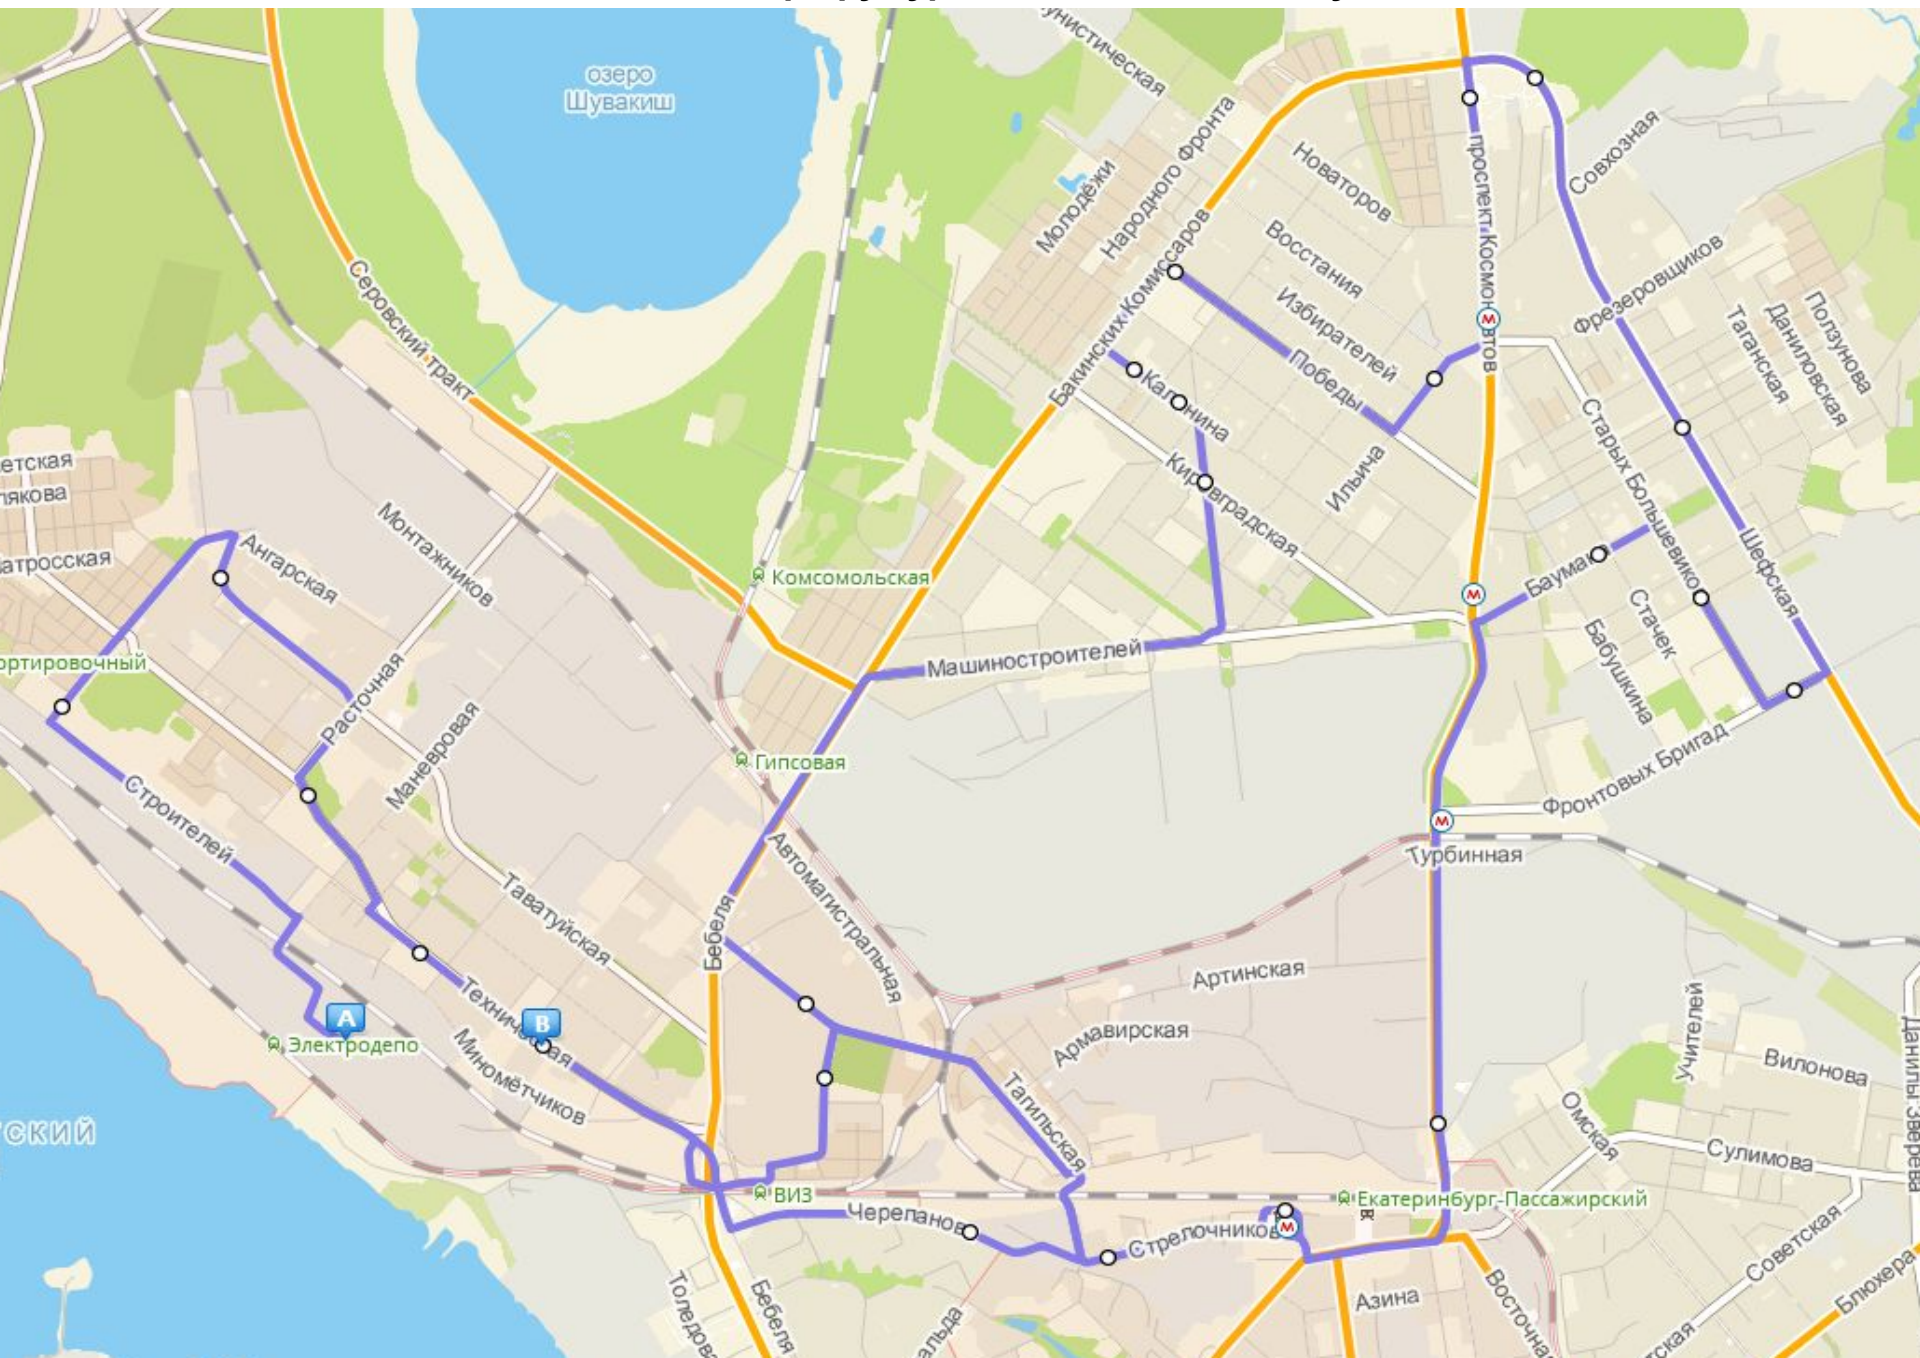 озеро
Шувакиш
Народного Фронта
Молодёжи
Новаторов
проспект Космонавтов
Совхозная
Восстания
Бакинских Комиссаров
Фрезеровщиков
Серовский тракт
Избирателей
Победы
Ползунова
Даниловская
Таганская
Калинина
Ильича
Кировградская
Старых Большевиков
Монтажников
Ангарская
Комсомольская
Баумана
Шефская
Стачек
Бабушкина
Машиностроителей
Расточная
Маневровая
Гипсовая
Фронтовых Бригад
Строителей
Автомагистральная
Турбинная
Таватуйская
Бебеля
Артинская
Армавирская
Учителей
Вилонова
Данилы Зверева
A
B
Техническая
Электродепо
Миномётчиков
Тагильская
Омская
Сулимова
ВИЗ
Екатеринбург-Пассажирский
Черепанова
Стрелочников
Советская
Блюхера
Бебеля
Азина